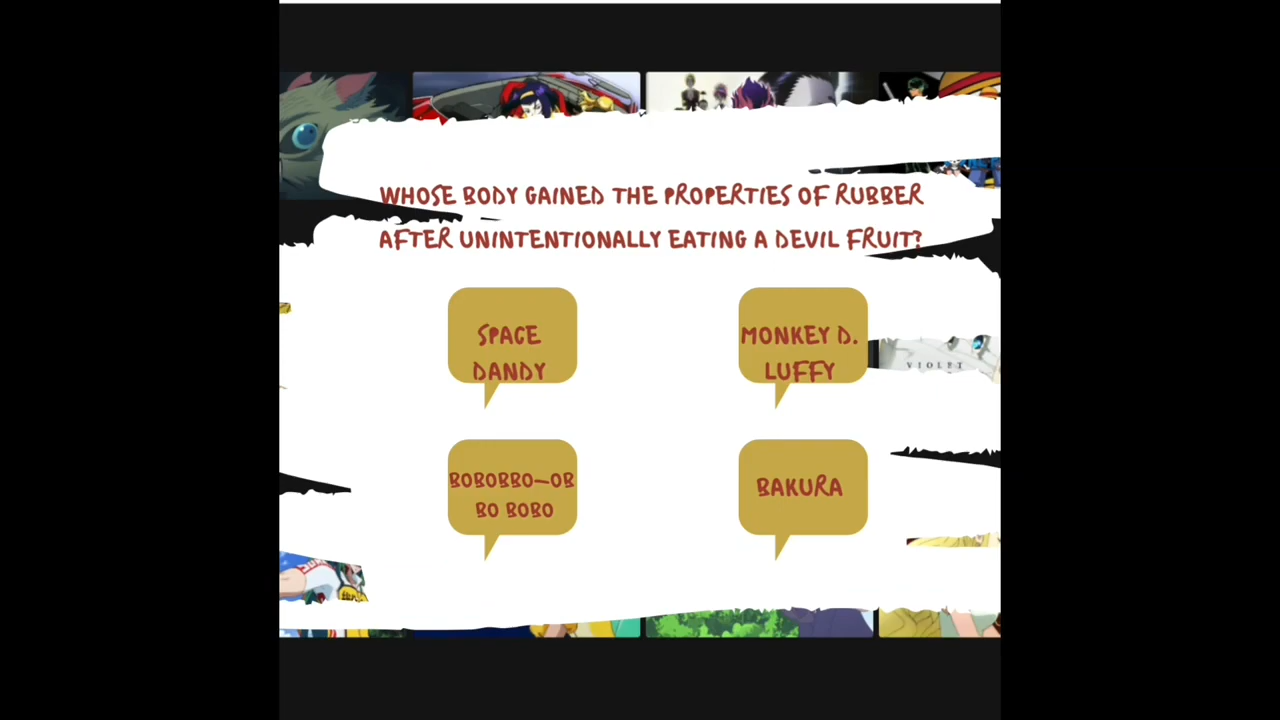 WHOSE BODY GAINED THE PROPERTIES OF RUBBER
AFTER UNINTENTIONALLY EATING A DEVIL FRUIT?
SPACE
DANDY
MONKEY D.
LUFFY
VIOLET
BOBOBBO–OB
BO BOBO
BAKURA